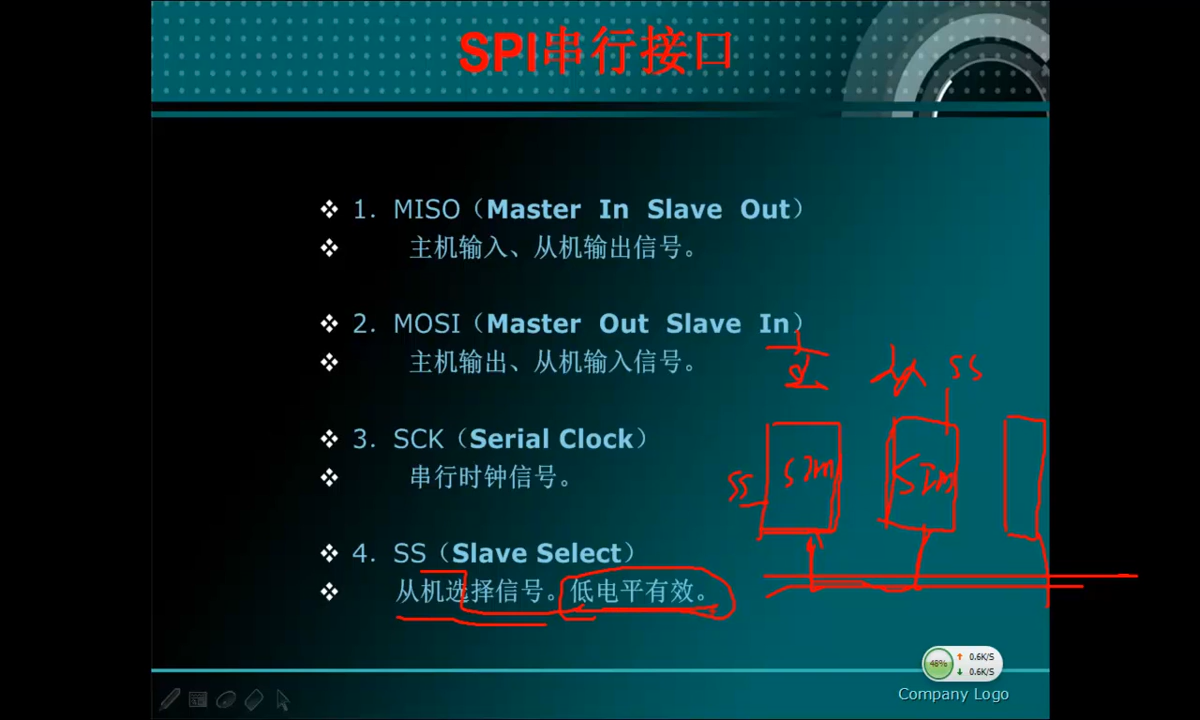 SPI串行接口
1. MISO（Master In Slave Out）
主机输入、从机输出信号。
2. MOSI（Master Out Slave In）
主机输出、从机输入信号。
3. SCK（Serial Clock）
串行时钟信号。
4. SS（Slave Select）
从机选择信号。低电平有效。
SS
SS
SIM
SIM
48%
0.6K/S
0.6K/S
Company Logo